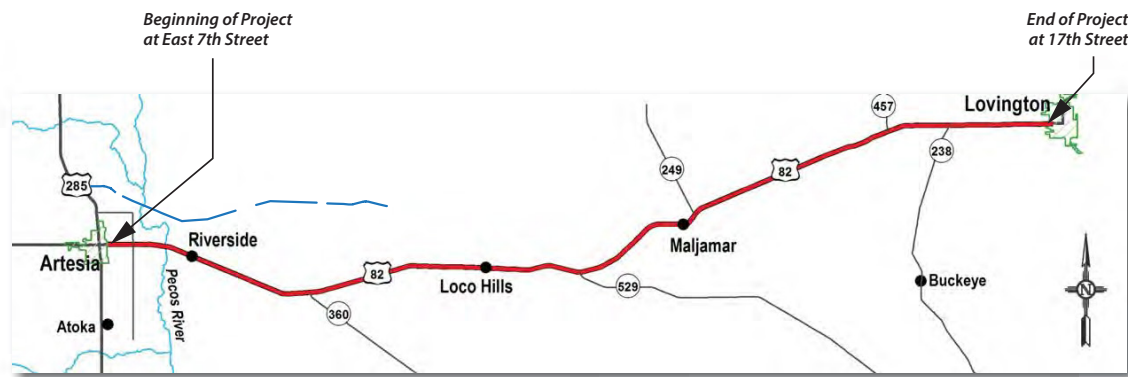 Beginning of Project
at East 7th Street
End of Project
at 17th Street
Lovington
457
238
249
82
285
Maljamar
Riverside
Artesia
82
Loco Hills
529
Buckeye
N
360
Atoka
Pecos River